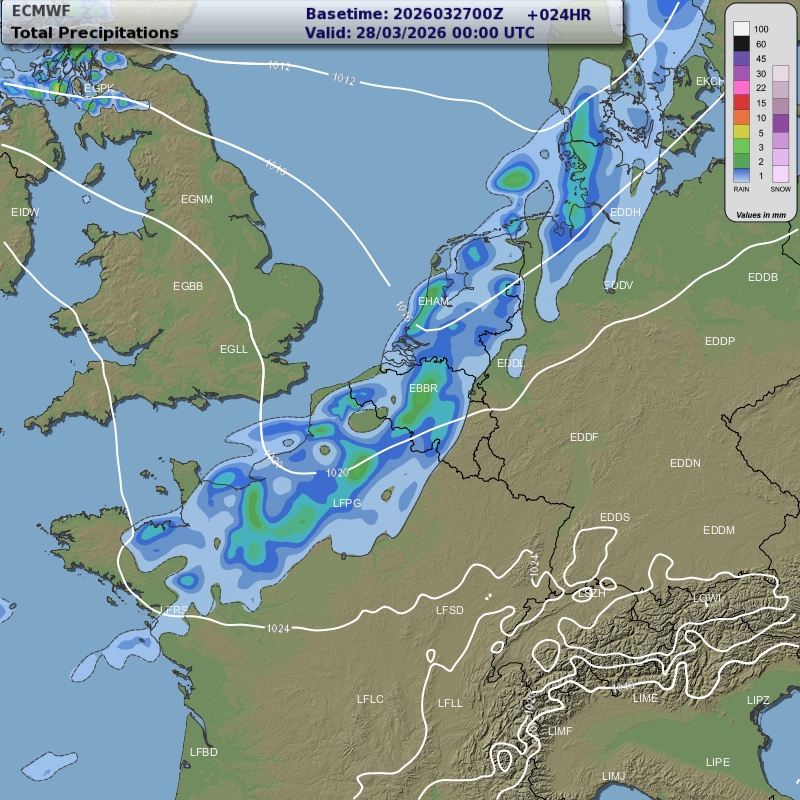 ECMWF
Basetime: 2026032700Z +024HR
Total Precipitations
Valid: 28/03/2026 00:00 UTC
100
60
45
30
22
15
10
5
3
2
1
RAIN
SNOW
Values in mm
1012
1012
EGPK
EKCH
1016
EIDW
EGNM
EDDH
EGBB
EDDV
EDDB
EHAM
1016
EGLL
EDDP
EDDL
EBBR
EDDF
1020
1020
EDDN
LFPG
EDDS
EDDM
1024
LSZH
LOWI
LFRS
LFSD
1024
LFLC
LFLL
LIME
LIPZ
LIMF
LFBD
LIPE
LIMJ